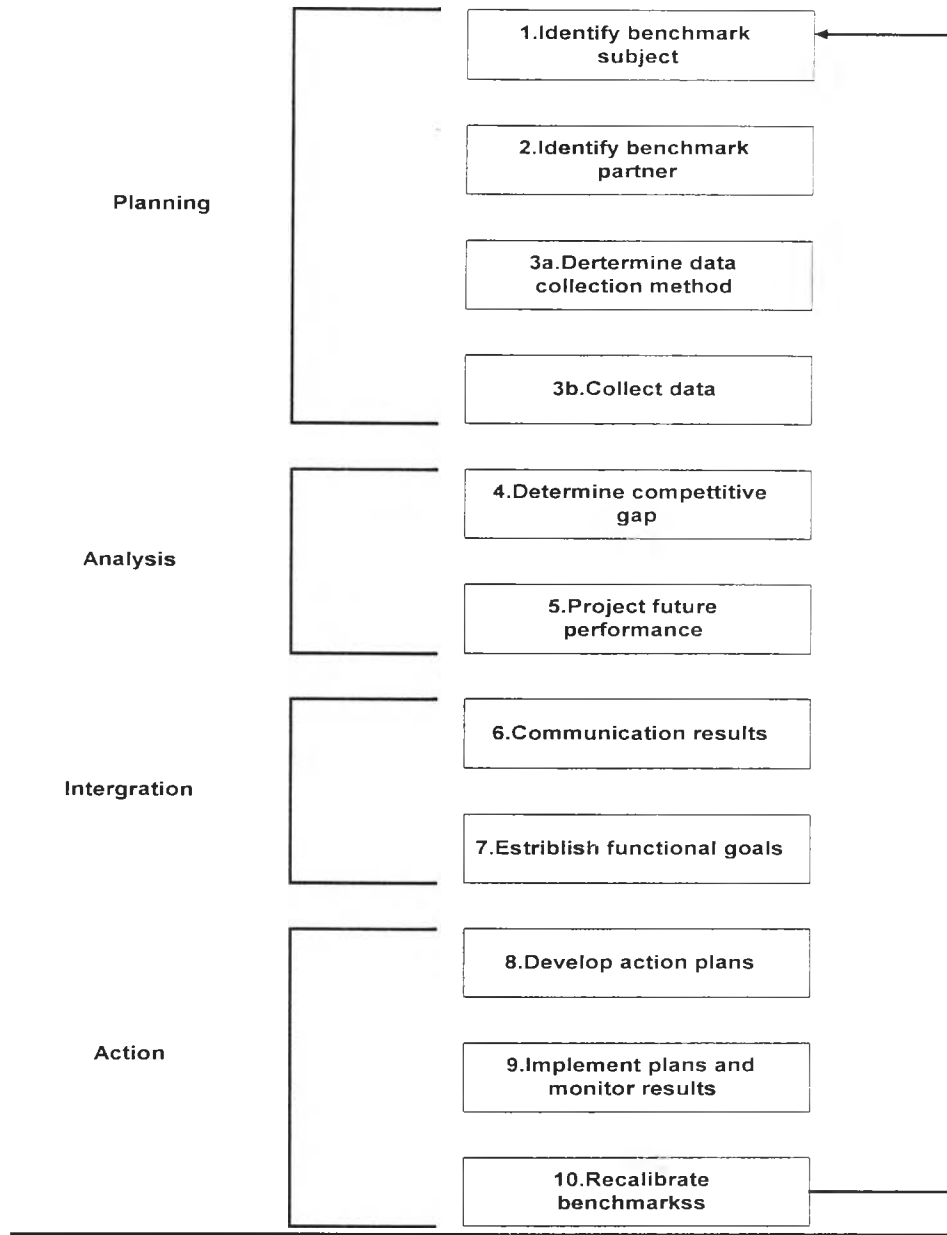 1.Identify benchmark
subject
2.Identify benchmark
partner
Planning
3a.Dertermine data
collection method
3b.Collect data
4.Determine compettitive
gap
Analysis
5.Project future
performance
6.Communication results
Intergration
7.Estriblish functional goals
8.Develop action plans
Action
9.Implement plans and
monitor results
10.Recalibrate
benchmarkss